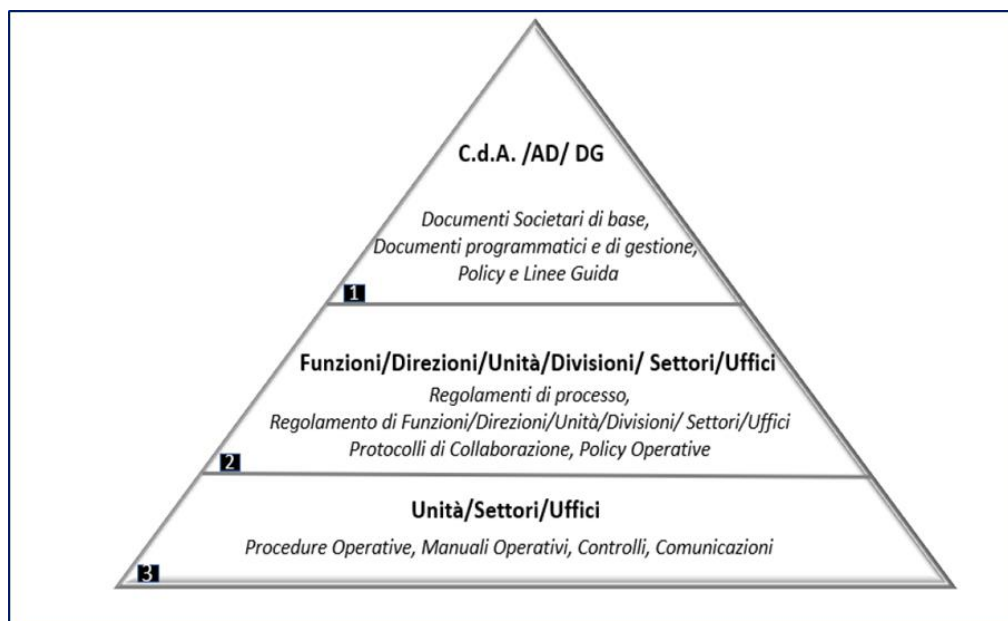 C.d.A. /AD/ DG
Documenti Societari di base,
Documenti programmatici e di gestione,
Policy e Linee Guida
1
Funzioni/Direzioni/Unità/Divisioni/ Settori/Uffici
Regolamenti di processo,
Regolamento di Funzioni/Direzioni/Unità/Divisioni/ Settori/Uffici
Protocolli di Collaborazione, Policy Operative
2
Unità/Settori/Uffici
Procedure Operative, Manuali Operativi, Controlli, Comunicazioni
3